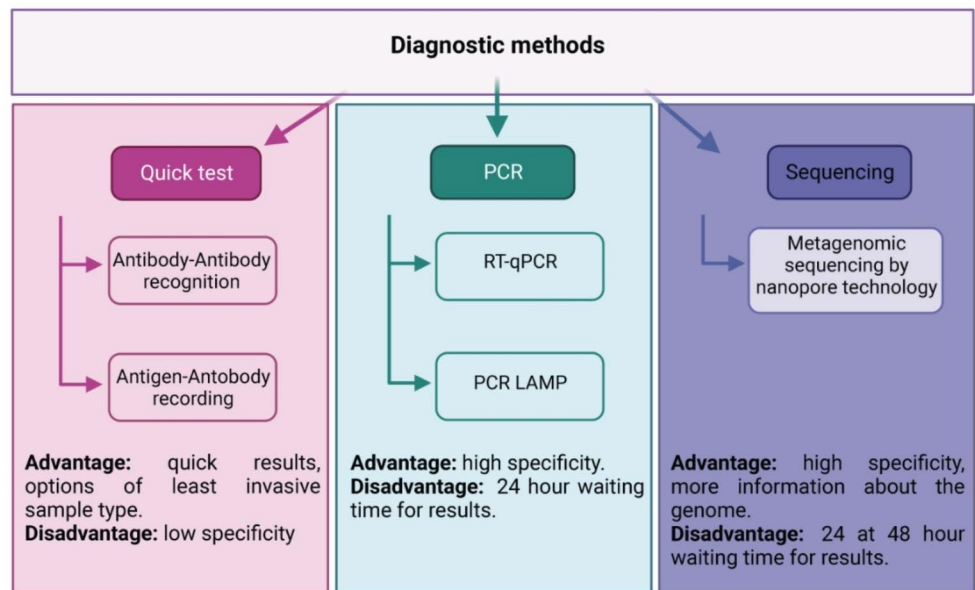 Diagnostic methods
Quick test
Antibody-Antibody
recognition
Antigen-Antobody
recording
Advantage: quick results,
options of least invasive
sample type.
Disadvantage: low specificity
PCR
RT-qPCR
PCR LAMP
Advantage: high specificity.
Disadvantage: 24 hour waiting
time for results.
Sequencing
Metagenomic
sequencing by
nanopore technology
Advantage: high specificity,
more information about the
genome.
Disadvantage: 24 at 48 hour
waiting time for results.